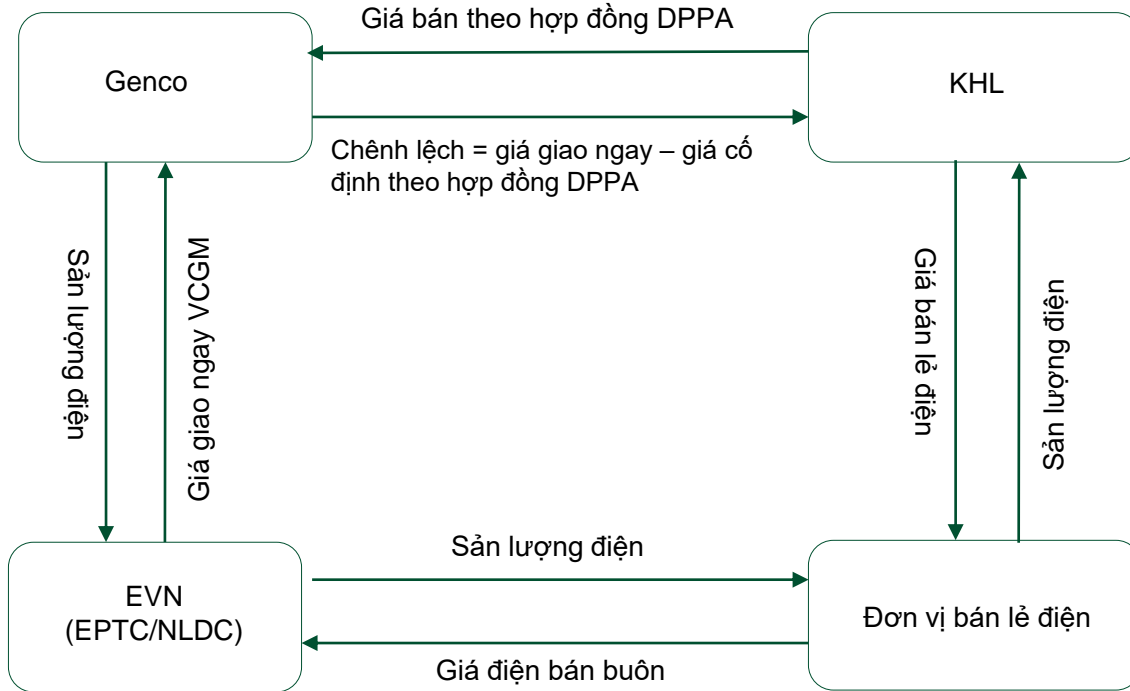 Giá bán theo hợp đồng DPPA
Genco
KHL
Chênh lệch = giá giao ngay – giá cố
định theo hợp đồng DPPA
Sản lượng điện
Giá giao ngay VCGM
Giá bán lẻ điện
Sản lượng điện
Sản lượng điện
EVN
(EPTC/NLDC)
Đơn vị bán lẻ điện
Giá điện bán buôn